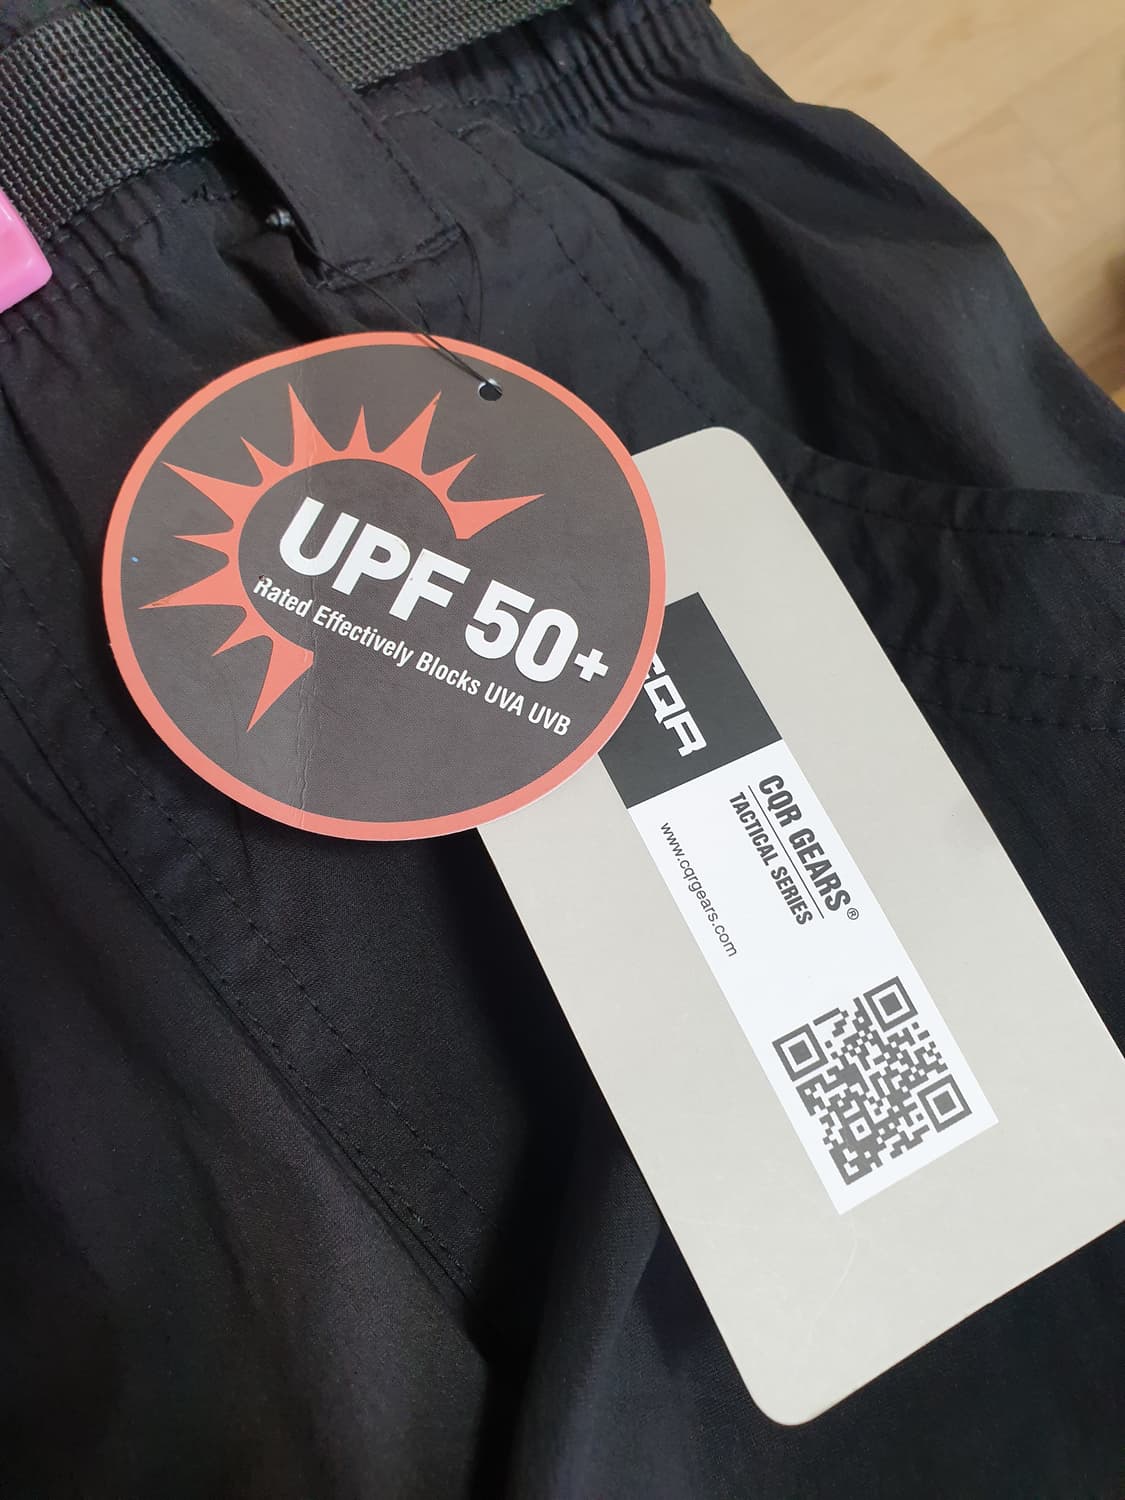 UPF 50+
Rated Effectively Blocks UVA UVB
CQR
CQR GEARS®
TACTICAL SERIES
www.cqrgears.com